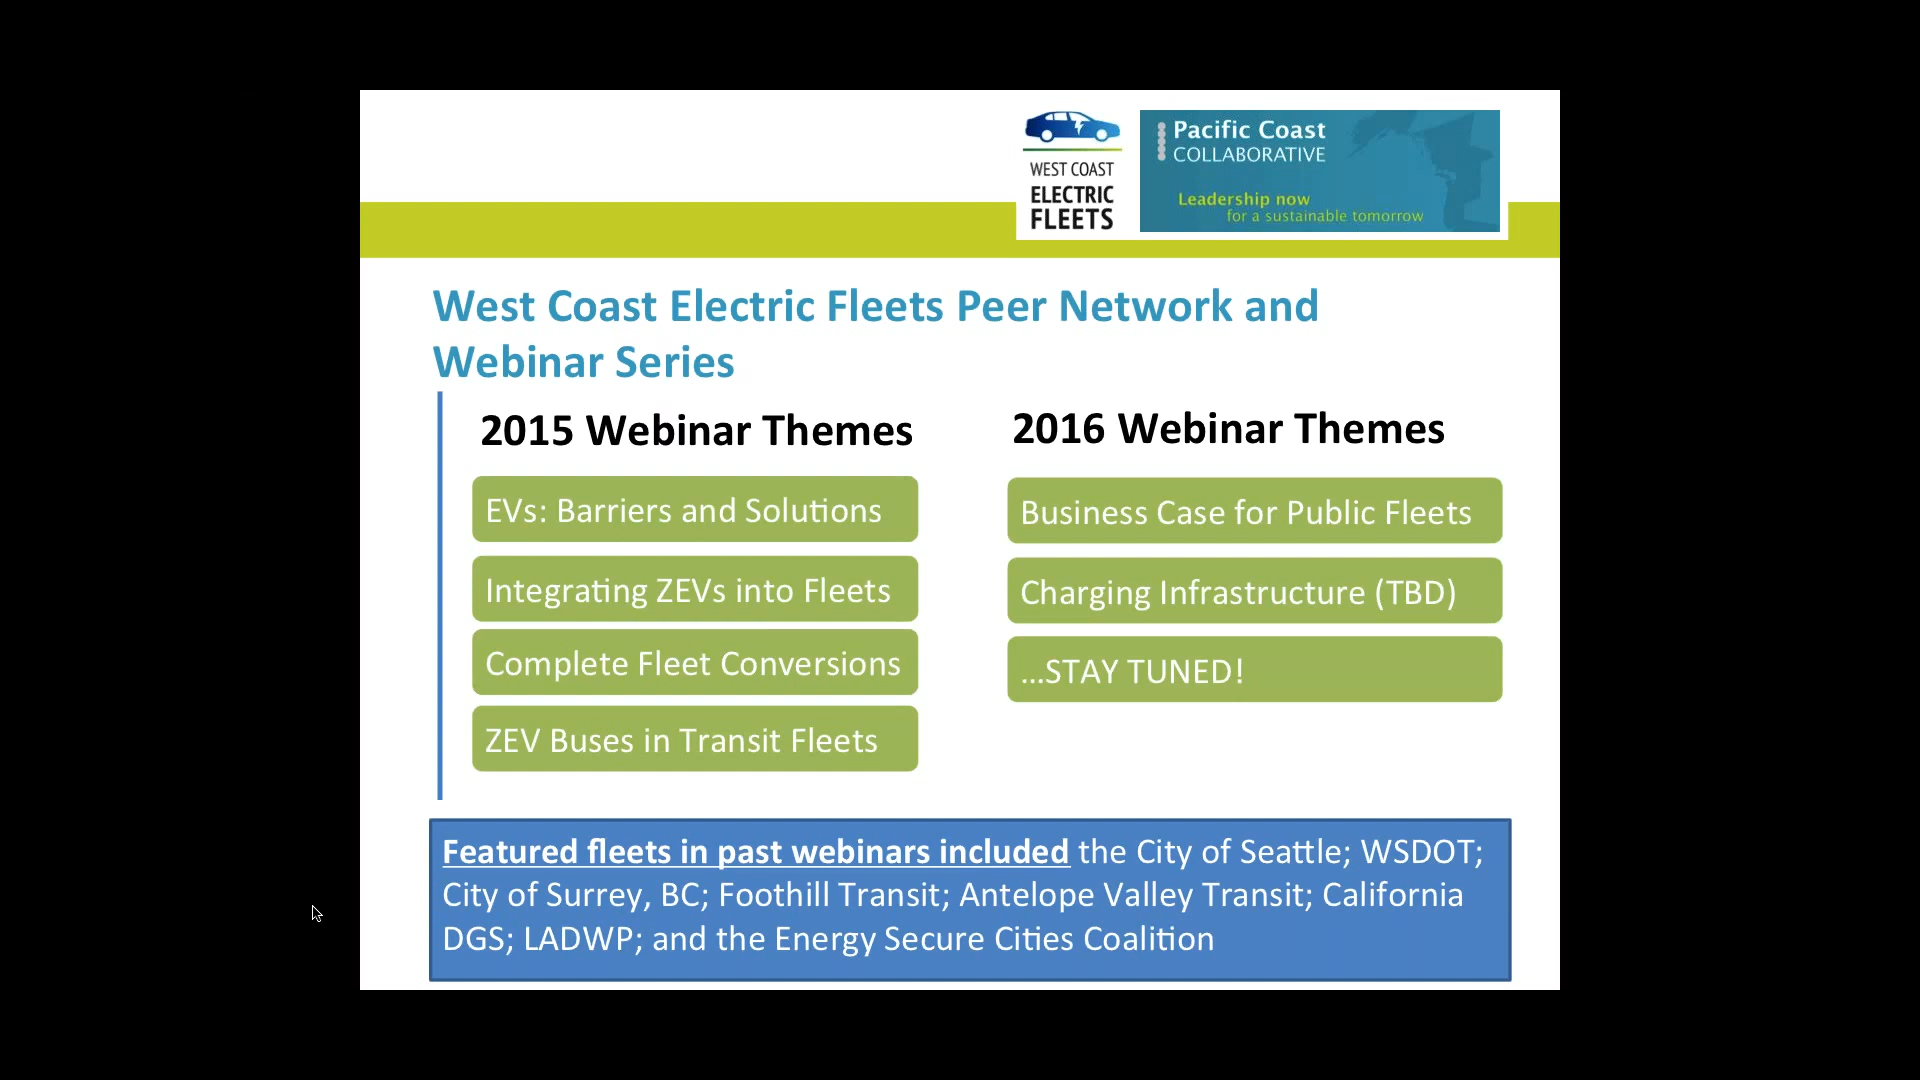 WEST COAST
ELECTRIC
FLEETS
Pacific Coast
COLLABORATIVE
Leadership now
for a sustainable tomorrow
West Coast Electric Fleets Peer Network and
Webinar Series
2015 Webinar Themes
EVs: Barriers and Solutions
Integrating ZEVs into Fleets
Complete Fleet Conversions
ZEV Buses in Transit Fleets
2016 Webinar Themes
Business Case for Public Fleets
Charging Infrastructure (TBD)
...STAY TUNED!
Featured fleets in past webinars included the City of Seattle; WSDOT;
City of Surrey, BC; Foothill Transit; Antelope Valley Transit; California
DGS; LADWP; and the Energy Secure Cities Coalition